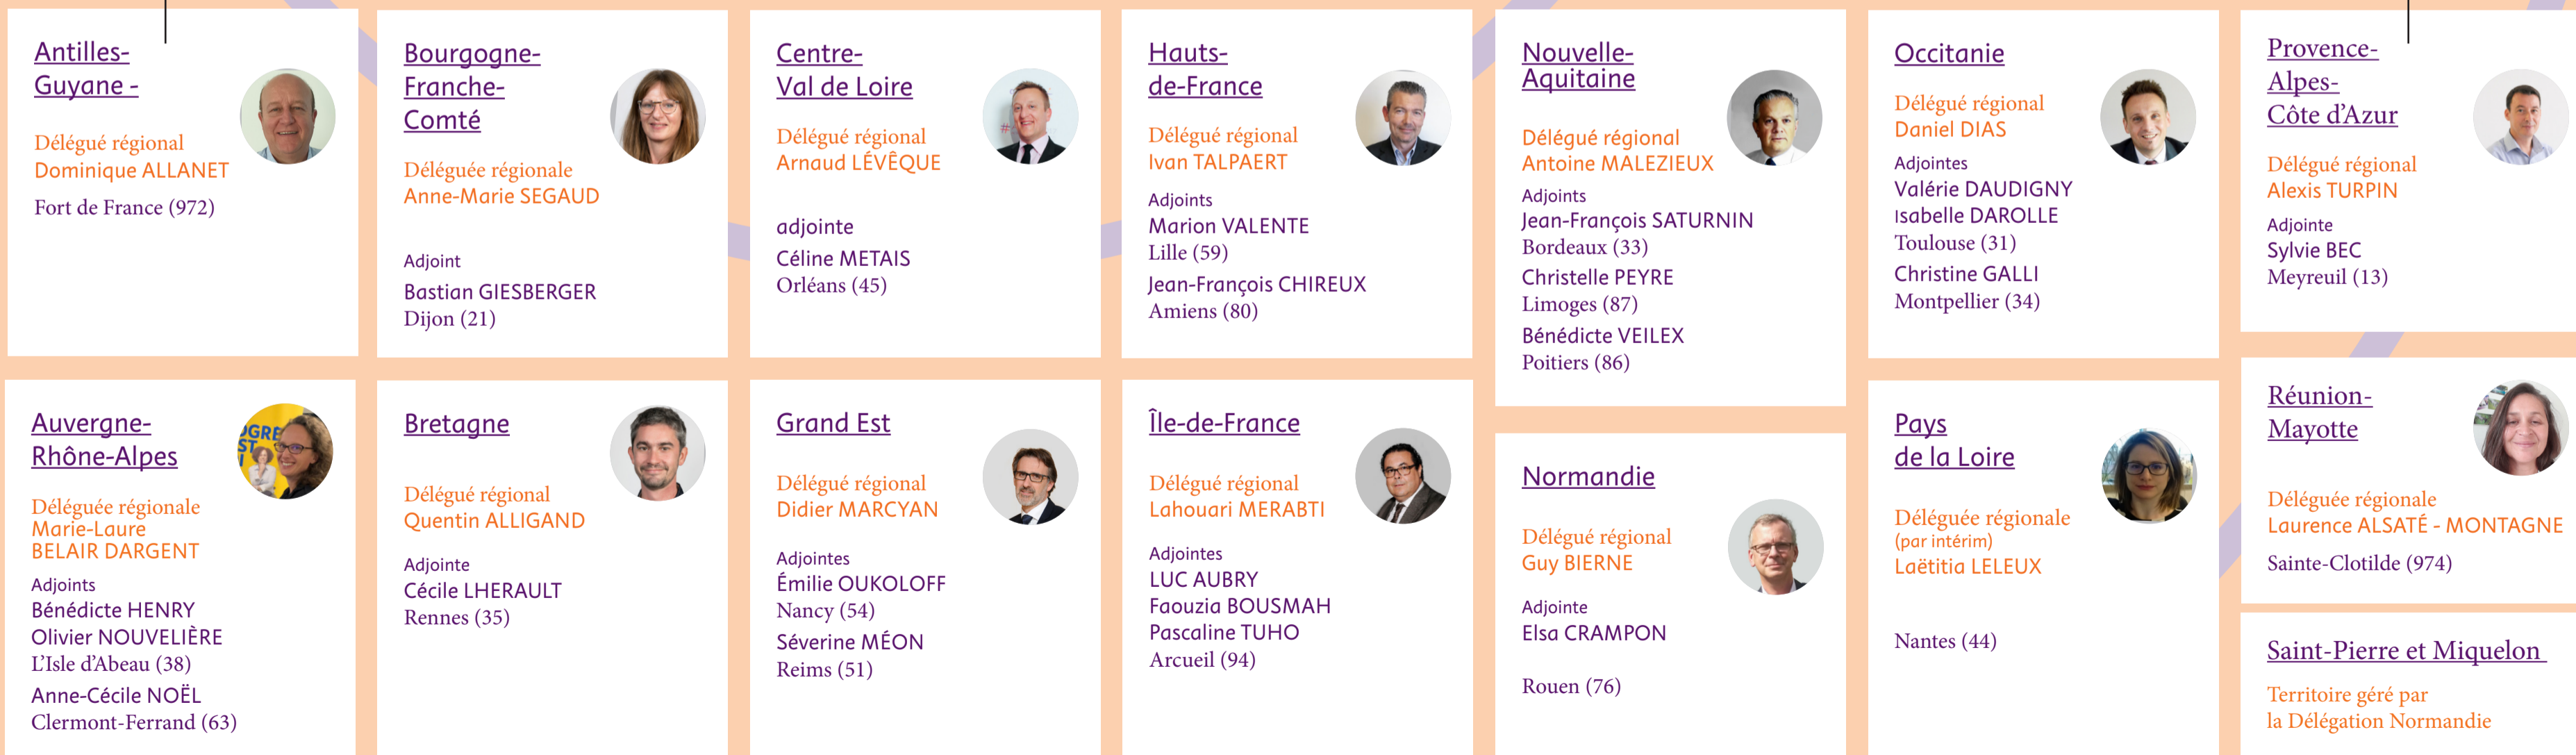 Antilles-
Guyane -
Délégué régional
Dominique ALLANET
Fort de France (972)
Bourgogne-
Franche-
Comté
Déléguée régionale
Anne-Marie SEGAUD
Adjoint
Bastian GIESBERGER
Dijon (21)
Centre-
Val de Loire
Délégué régional
Arnaud LÉVÊQUE
adjointe
Céline METAIS
Orléans (45)
Hauts-
de-France
Délégué régional
Ivan TALPAERT
Adjoints
Marion VALENTE
Lille (59)
Jean-François CHIREUX
Amiens (80)
Nouvelle-
Aquitaine
Délégué régional
Antoine MALEZIEUX
Adjoints
Jean-François SATURNIN
Bordeaux (33)
Christelle PEYRE
Limoges (87)
Bénédicte VEILEX
Poitiers (86)
Occitanie
Délégué régional
Daniel DIAS
Adjointes
Valérie DAUDIGNY
Isabelle DAROLLE
Toulouse (31)
Christine GALLI
Montpellier (34)
Provence-
Alpes-
Côte d'Azur
Délégué régional
Alexis TURPIN
Adjointe
Sylvie BEC
Meyreuil (13)
Auvergne-
Rhône-Alpes
Déléguée régionale
Marie-Laure
BELAIR DARGENT
Adjoints
Bénédicte HENRY
Olivier NOUVELIÈRE
L'Isle d'Abeau (38)
Anne-Cécile NOËL
Clermont-Ferrand (63)
Bretagne
Délégué régional
Quentin ALLIGAND
Adjointe
Cécile LHERAULT
Rennes (35)
Grand Est
Délégué régional
Didier MARCYAN
Adjointes
Émilie OUKOLOFF
Nancy (54)
Séverine MÉON
Reims (51)
Île-de-France
Délégué régional
Lahouari MERABTI
Adjointes
LUC AUBRY
Faouzia BOUSMAH
Pascaline TUHO
Arcueil (94)
Normandie
Délégué régional
Guy BIERNE
Adjointe
Elsa CRAMPON
Rouen (76)
Pays
de la Loire
Déléguée régionale
(par intérim)
Laëtitia LELEUX
Nantes (44)
Réunion-
Mayotte
Déléguée régionale
Laurence ALSATÉ - MONTAGNE
Sainte-Clotilde (974)
Saint-Pierre et Miquelon
Territoire géré par
la Délégation Normandie